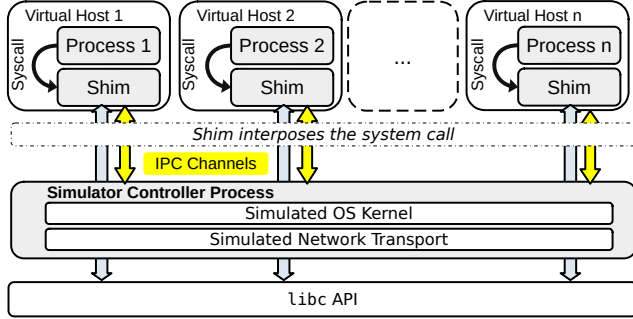 Virtual Host 1
Syscall
Process 1
Shim
Virtual Host 2
Syscall
Process 2
Shim
...
Virtual Host n
Syscall
Process n
Shim
Shim interposes the system call
IPC Channels
Simulator Controller Process
Simulated OS Kernel
Simulated Network Transport
libc API